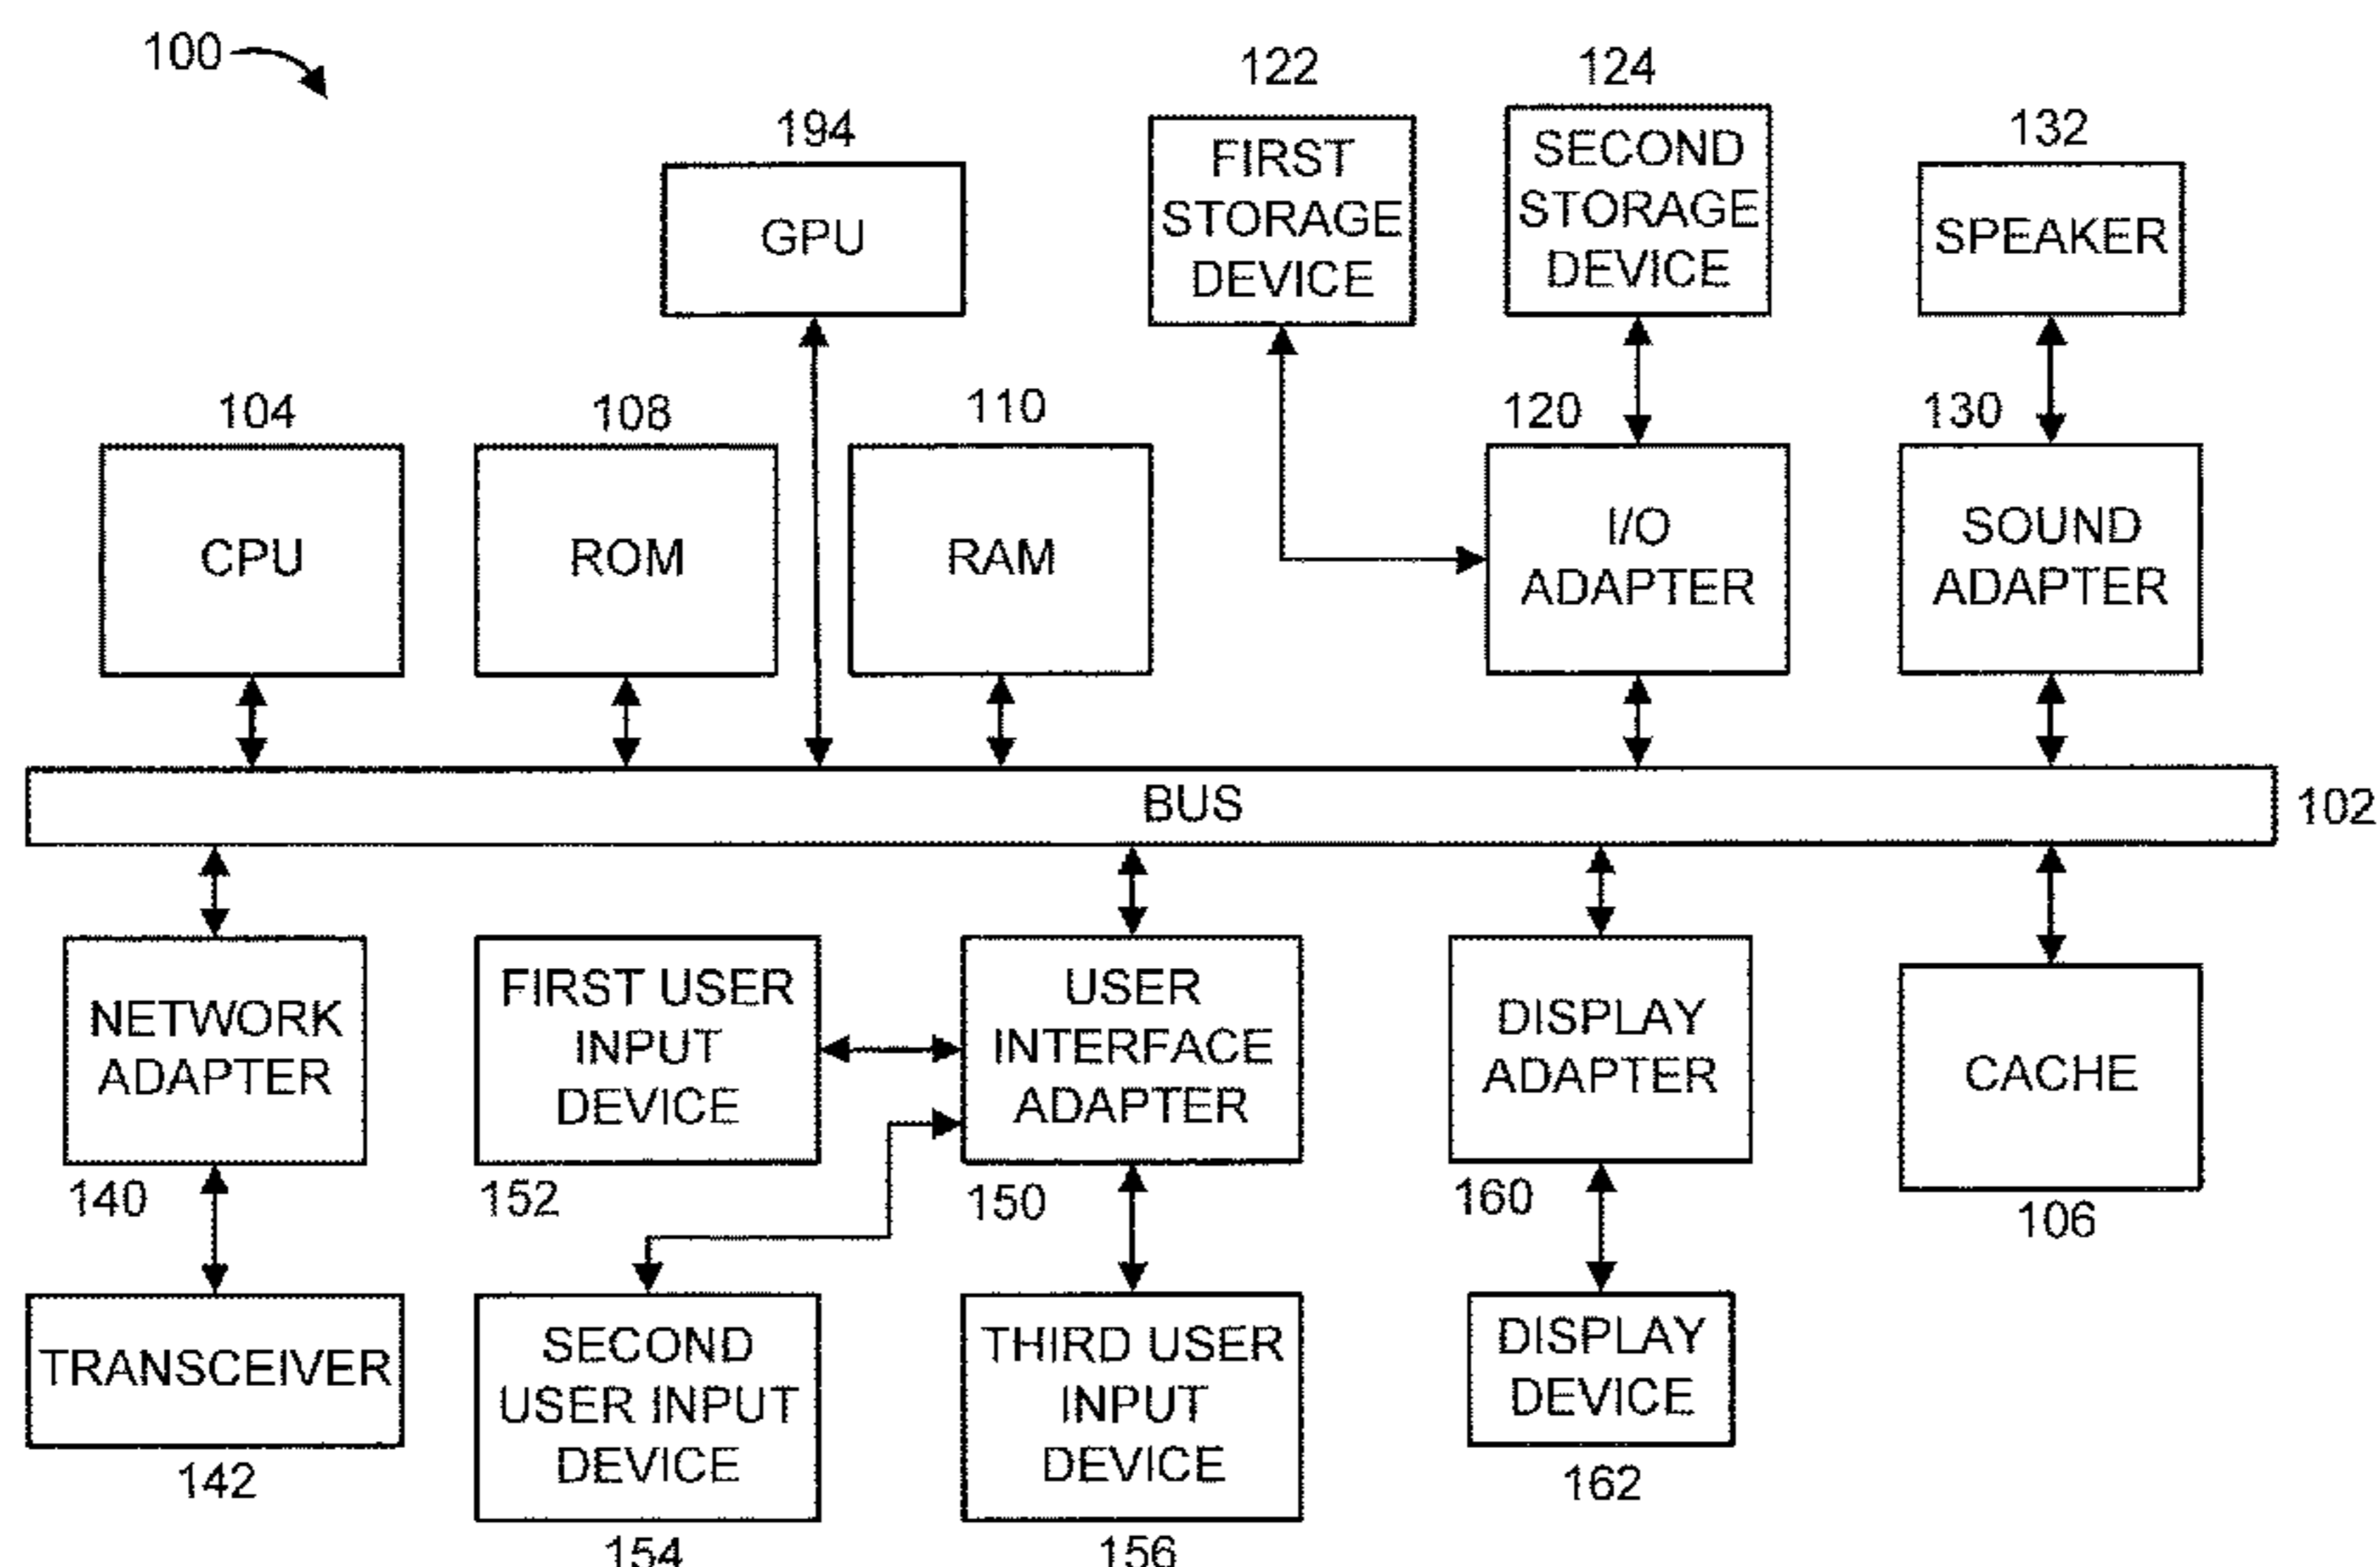 100
122
124
194
132
FIRST
STORAGE
DEVICE
SECOND
STORAGE
DEVICE
GPU
SPEAKER
104
108
110
120
130
CPU
ROM
RAM
I/O
ADAPTER
SOUND
ADAPTER
BUS
102
NETWORK
ADAPTER
FIRST USER
INPUT
DEVICE
USER
INTERFACE
ADAPTER
DISPLAY
ADAPTER
CACHE
140
152
150
160
106
TRANSCEIVER
SECOND
USER INPUT
DEVICE
THIRD USER
INPUT
DEVICE
DISPLAY
DEVICE
142
162
154
156